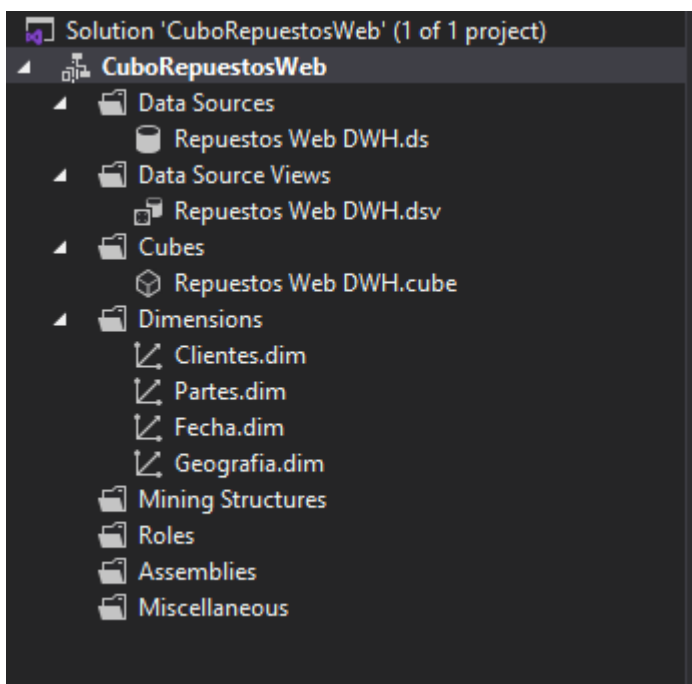 Solution 'CuboRepuestosWeb' (1 of 1 project)
CuboRepuestosWeb
Data Sources
Repuestos Web DWH.ds
Data Source Views
Repuestos Web DWH.dsv
Cubes
Repuestos Web DWH.cube
Dimensions
Clientes.dim
Partes.dim
Fecha.dim
Geografia.dim
Mining Structures
Roles
Assemblies
Miscellaneous